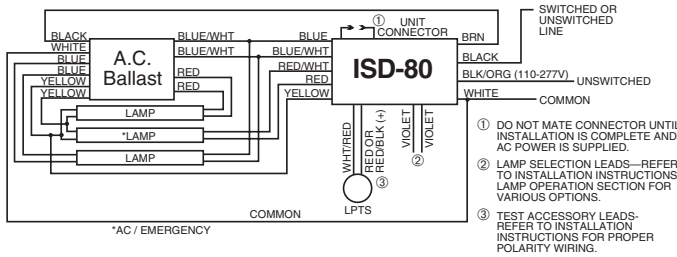 BLACK
WHITE
BLUE
BLUE
YELLOW
YELLOW
A.C.
Ballast
BLUE/WHT
BLUE/WHT
RED
RED
LAMP
*LAMP
LAMP
BLUE
BLUE/WHT
RED/WHT
RED
YELLOW
① UNIT
CONNECTOR
ISD-80
BRN
BLACK
BLK/ORG (110-277V)
WHITE
SWITCHED OR
UNSWITCHED
LINE
UNSWITCHED
COMMON
WHT/RED
RED OR
RED/BLK (+)
VIOLET
VIOLET
②
③
LPTS
COMMON
*AC / EMERGENCY
① DO NOT MATE CONNECTOR UNTIL
INSTALLATION IS COMPLETE AND
AC POWER IS SUPPLIED.
② LAMP SELECTION LEADS—REFER
TO INSTALLATION INSTRUCTIONS
LAMP OPERATION SECTION FOR
VARIOUS OPTIONS.
③ TEST ACCESSORY LEADS-
REFER TO INSTALLATION
INSTRUCTIONS FOR PROPER
POLARITY WIRING.